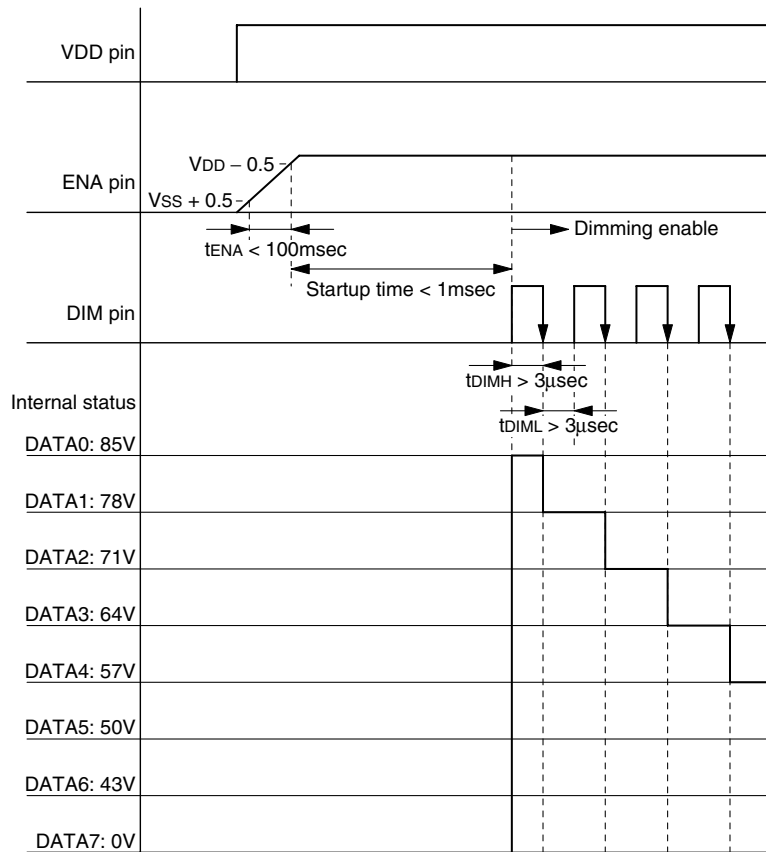 VDD pin
VDD – 0.5
ENA pin
VSS + 0.5
tENA < 100msec
Dimming enable
Startup time < 1msec
DIM pin
tDIMH > 3μsec
Internal status
tDIML > 3μsec
DATA0: 85V
DATA1: 78V
DATA2: 71V
DATA3: 64V
DATA4: 57V
DATA5: 50V
DATA6: 43V
DATA7: 0V